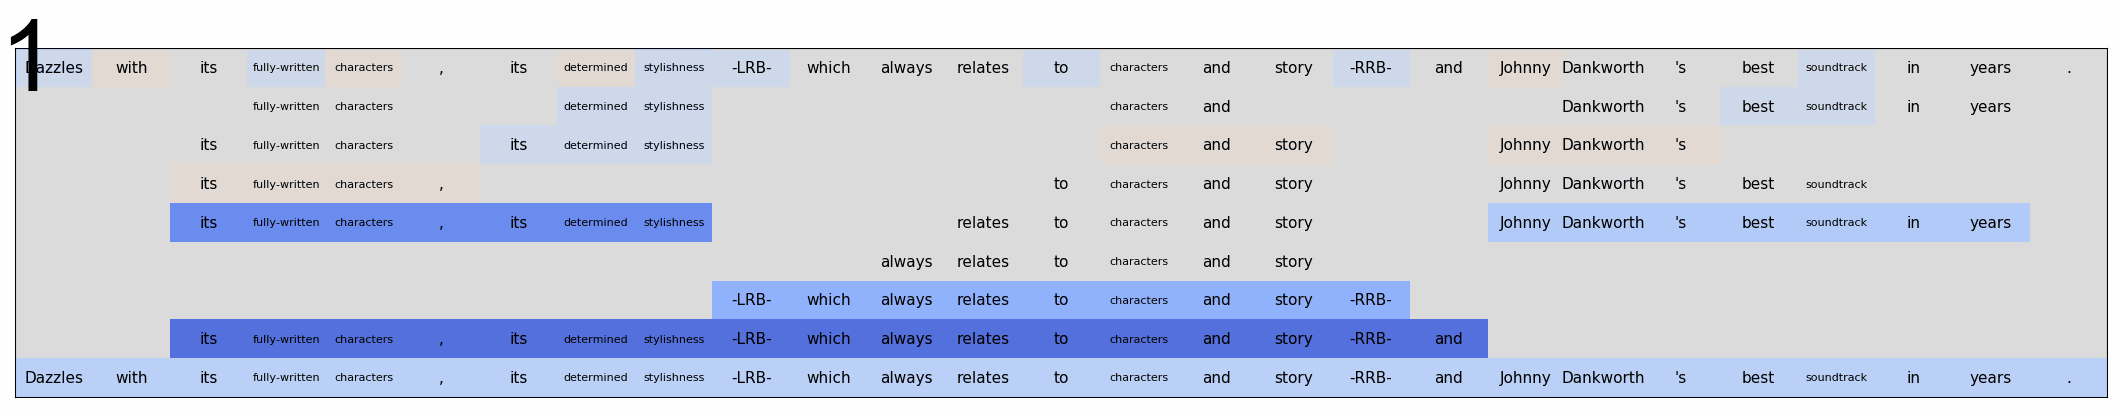 1
Dazzles with its fully-written characters , its determined stylishness -LRB- which always relates to characters and story -RRB- and Johnny Dankworth 's best soundtrack in years .
fully-written characters determined stylishness characters and Dankworth 's best soundtrack in years
its fully-written characters its determined stylishness characters and story Johnny Dankworth 's
its fully-written characters , to characters and story Johnny Dankworth 's best soundtrack
its fully-written characters , its determined stylishness relates to characters and story Johnny Dankworth 's best soundtrack in years
always relates to characters and story
-LRB- which always relates to characters and story -RRB-
its fully-written characters , its determined stylishness -LRB- which always relates to characters and story -RRB- and
Dazzles with its fully-written characters , its determined stylishness -LRB- which always relates to characters and story -RRB- and Johnny Dankworth 's best soundtrack in years .